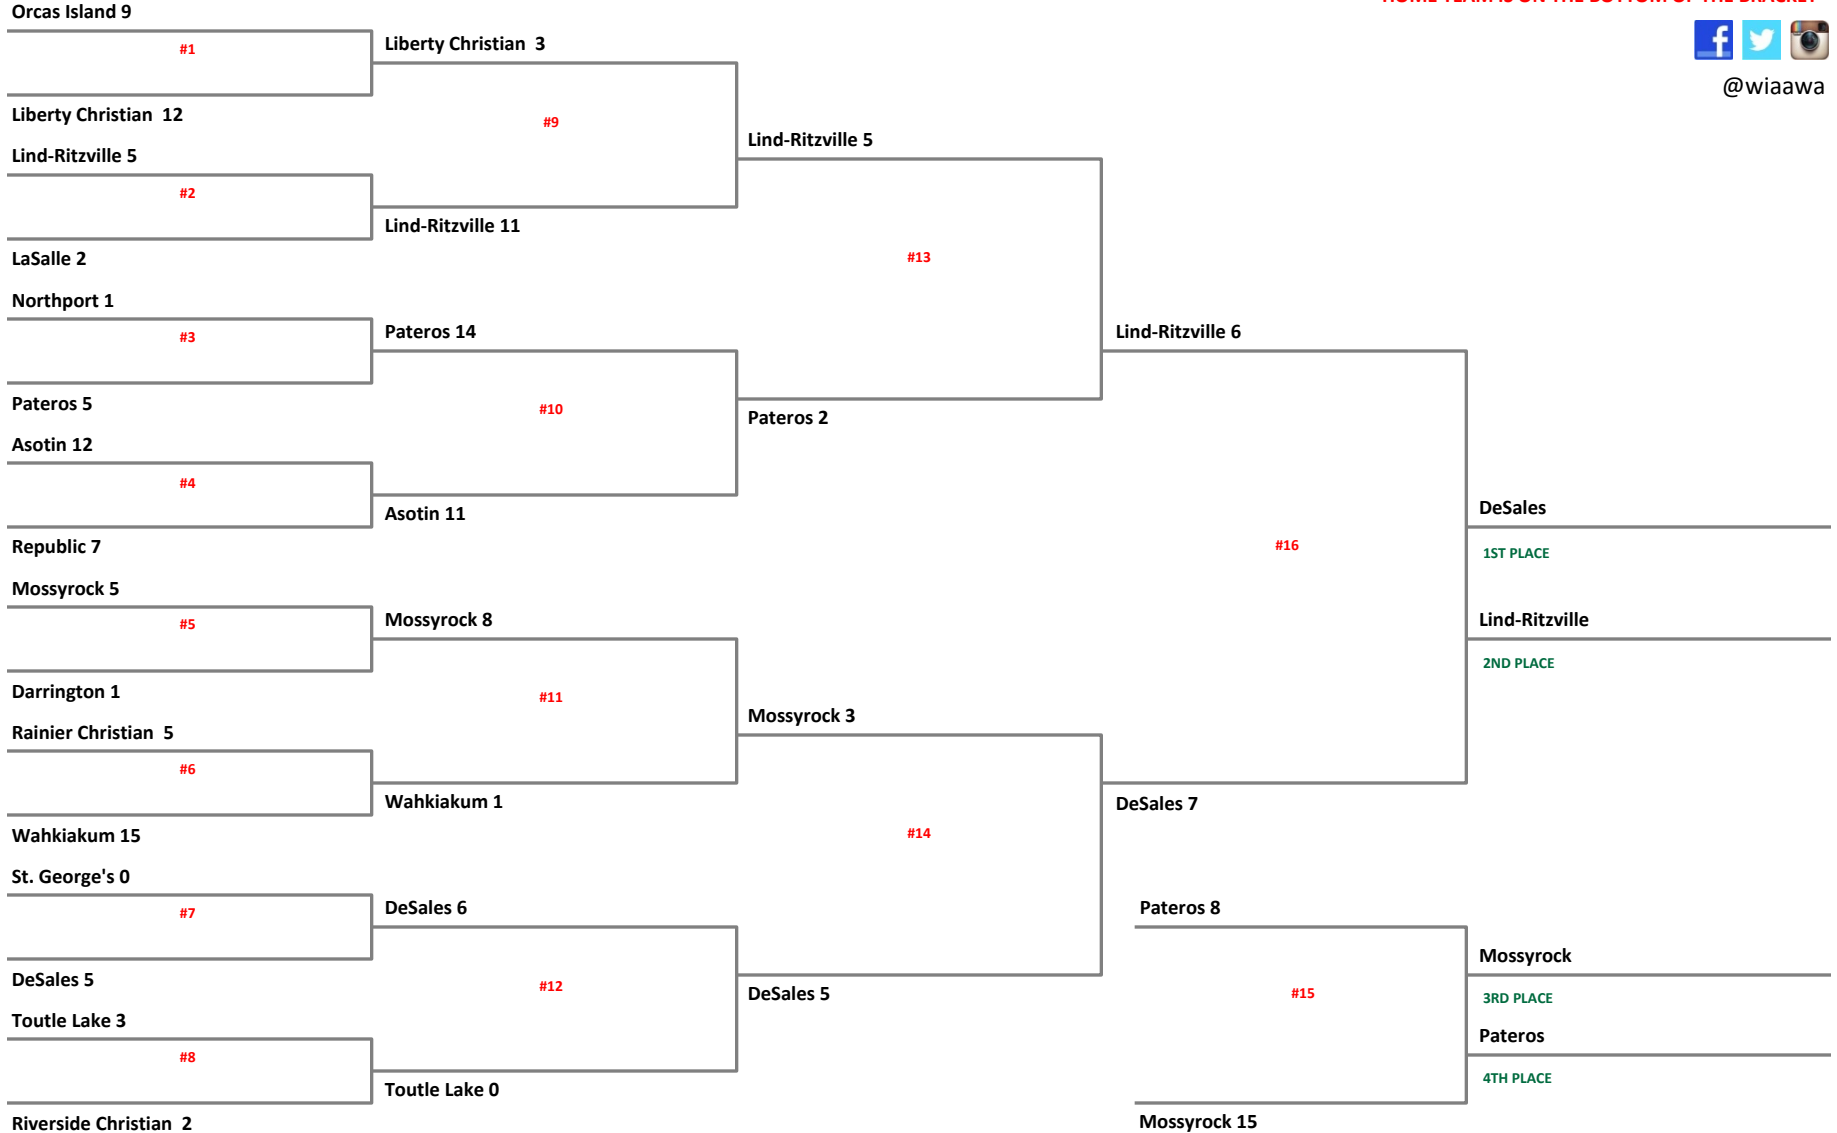 HOME TEAM IS ON THE BOTTOM OF THE BRACKET
@wiaawa
Orcas Island 9
#1
Liberty Christian 12
Lind-Ritzville 5
#2
LaSalle 2
Northport 1
#3
Pateros 5
Asotin 12
#4
Republic 7
Mossyrock 5
#5
Darrington 1
Rainier Christian 5
#6
Wahkiakum 15
St. George's 0
#7
DeSales 5
Toutle Lake 3
#8
Riverside Christian 2
Liberty Christian 3
#9
Lind-Ritzville 11
Pateros 14
#10
Asotin 11
Mossyrock 8
#11
Wahkiakum 1
DeSales 6
#12
Toutle Lake 0
Lind-Ritzville 5
#13
Pateros 2
Mossyrock 3
#14
DeSales 5
Lind-Ritzville 6
#16
DeSales 7
Pateros 8
#15
Mossyrock 15
DeSales
1ST PLACE
Lind-Ritzville
2ND PLACE
Mossyrock
3RD PLACE
Pateros
4TH PLACE